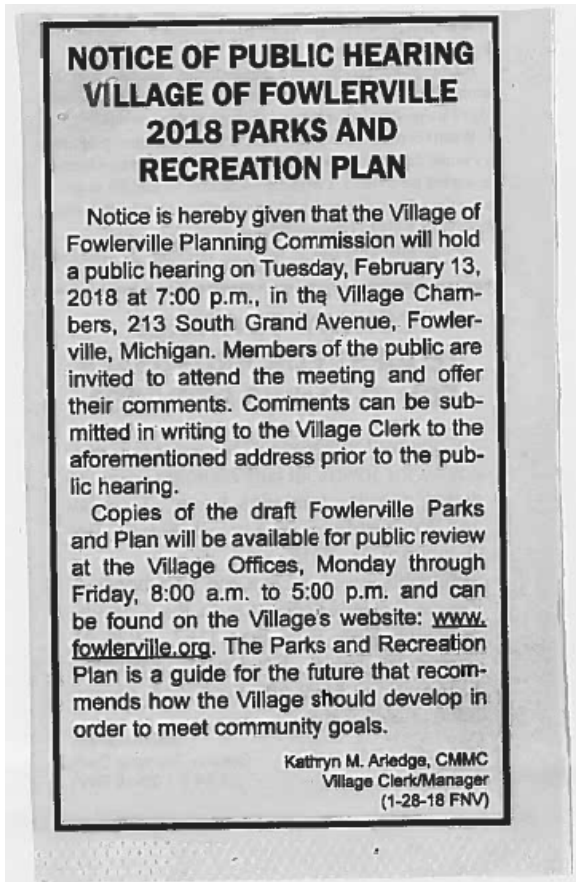 NOTICE OF PUBLIC HEARING
VILLAGE OF FOWLERVILLE
2018 PARKS AND
RECREATION PLAN
Notice is hereby given that the Village of
Fowlerville Planning Commission will hold
a public hearing on Tuesday, February 13,
2018 at 7:00 p.m., in the Village Cham-
bers, 213 South Grand Avenue, Fowler-
ville, Michigan. Members of the public are
invited to attend the meeting and offer
their comments. Comments can be sub-
mitted in writing to the Village Clerk to the
aforementioned address prior to the pub-
lic hearing.
Copies of the draft Fowlerville Parks
and Plan will be available for public review
at the Village Offices, Monday through
Friday, 8:00 a.m. to 5:00 p.m. and can
be found on the Village's website: www.
fowlerville.org. The Parks and Recreation
Plan is a guide for the future that recom-
mends how the Village should develop in
order to meet community goals.
Kathryn M. Arledge, CMMC
Village Clerk/Manager
(1-28-18 FNV)